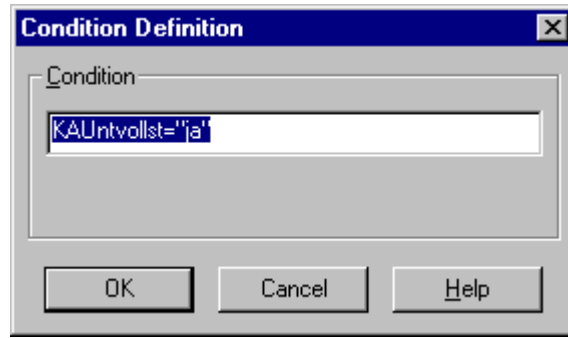 Condition Definition
Condition
KAUntvollst="ja"
OK Cancel Help